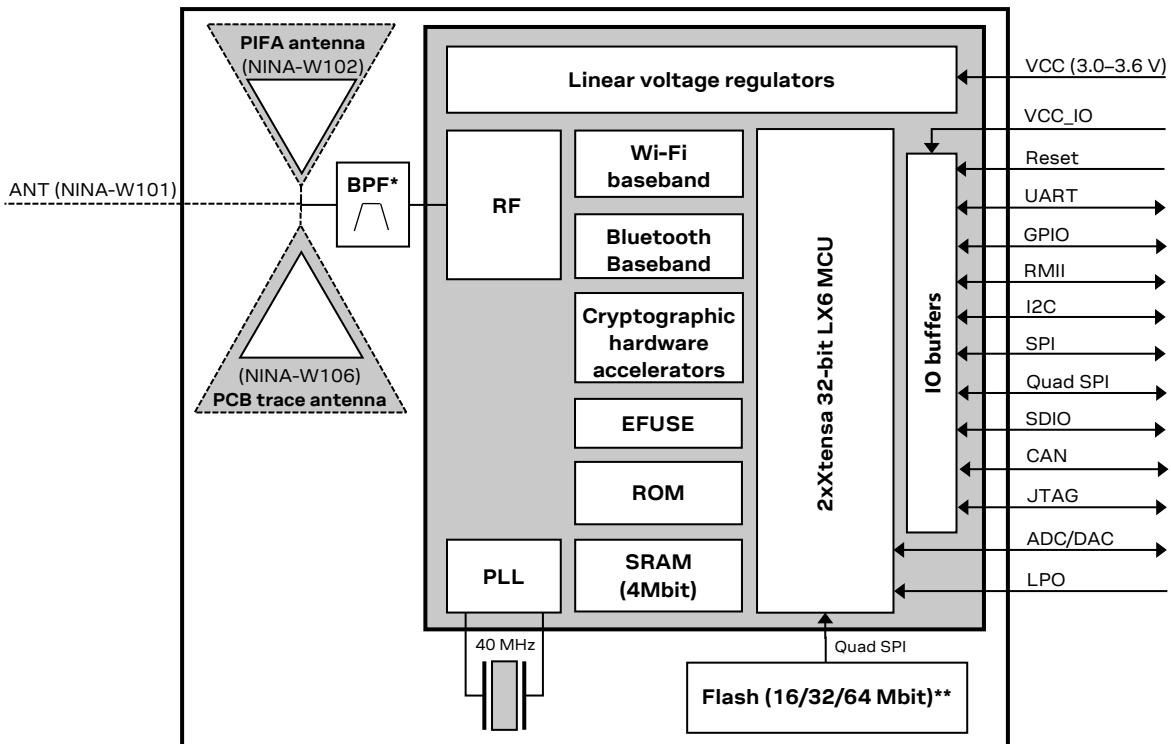 PIFA antenna
(NINA-W102)
ANT (NINA-W101)
BPF*
(NINA-W106)
PCB trace antenna
Linear voltage regulators
RF
Wi-Fi
baseband
Bluetooth
Baseband
Cryptographic
hardware
accelerators
EFUSE
ROM
SRAM
(4Mbit)
PLL
40 MHz
2xXtensa 32-bit LX6 MCU
IO buffers
Quad SPI
Flash (16/32/64 Mbit)**
VCC (3.0–3.6 V)
VCC_IO
Reset
UART
GPIO
RMII
I2C
SPI
Quad SPI
SDIO
CAN
JTAG
ADC/DAC
LPO